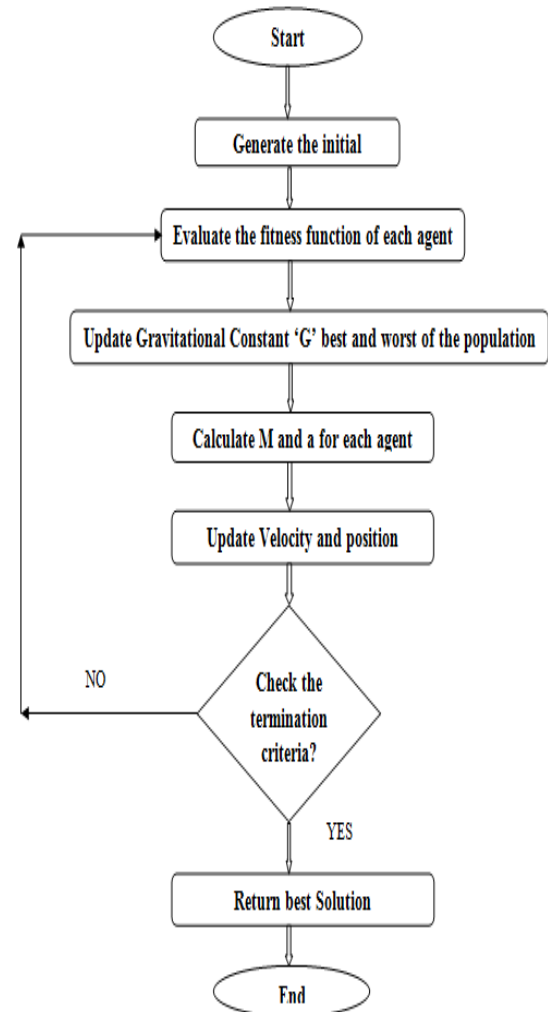 Start
Generate the initial
Evaluate the fitness function of each agent
Update Gravitational Constant ‘G’ best and worst of the population
Calculate M and a for each agent
Update Velocity and position
Check the
termination
criteria?
NO
YES
Return best Solution
End